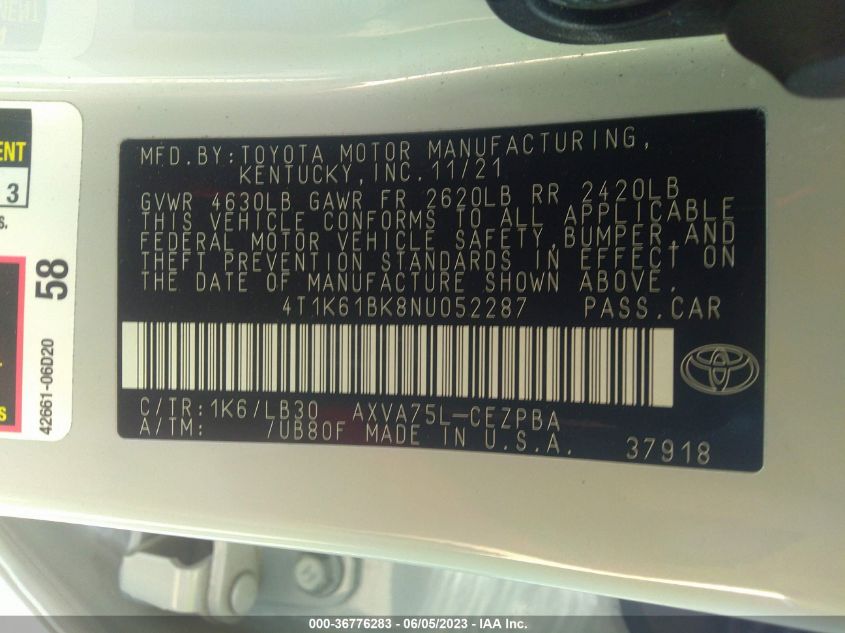 MFD.BY:TOYOTA MOTOR MANUFACTURING,
KENTUCKY,INC.11/21
GVWR 4630LB GAWR FR 2620LB RR 2420LB
THIS VEHICLE CONFORMS TO ALL APPLICABLE
FEDERAL MOTOR VEHICLE SAFETY,BUMPER,AND
THEFT PREVENTION STANDARDS IN EFFECT ON
THE DATE OF MANUFACTURE SHOWN ABOVE.
4T1K61BK8NU052287 PASS.CAR
C/TR:1K6/LB30 AXVA75L-CEZPBA
A/TM: /UB80F MADE IN U.S.A.
37918
ENT
3
S.
58
42661-06D20
S
000-36776283 - 06/05/2023 - IAA Inc.